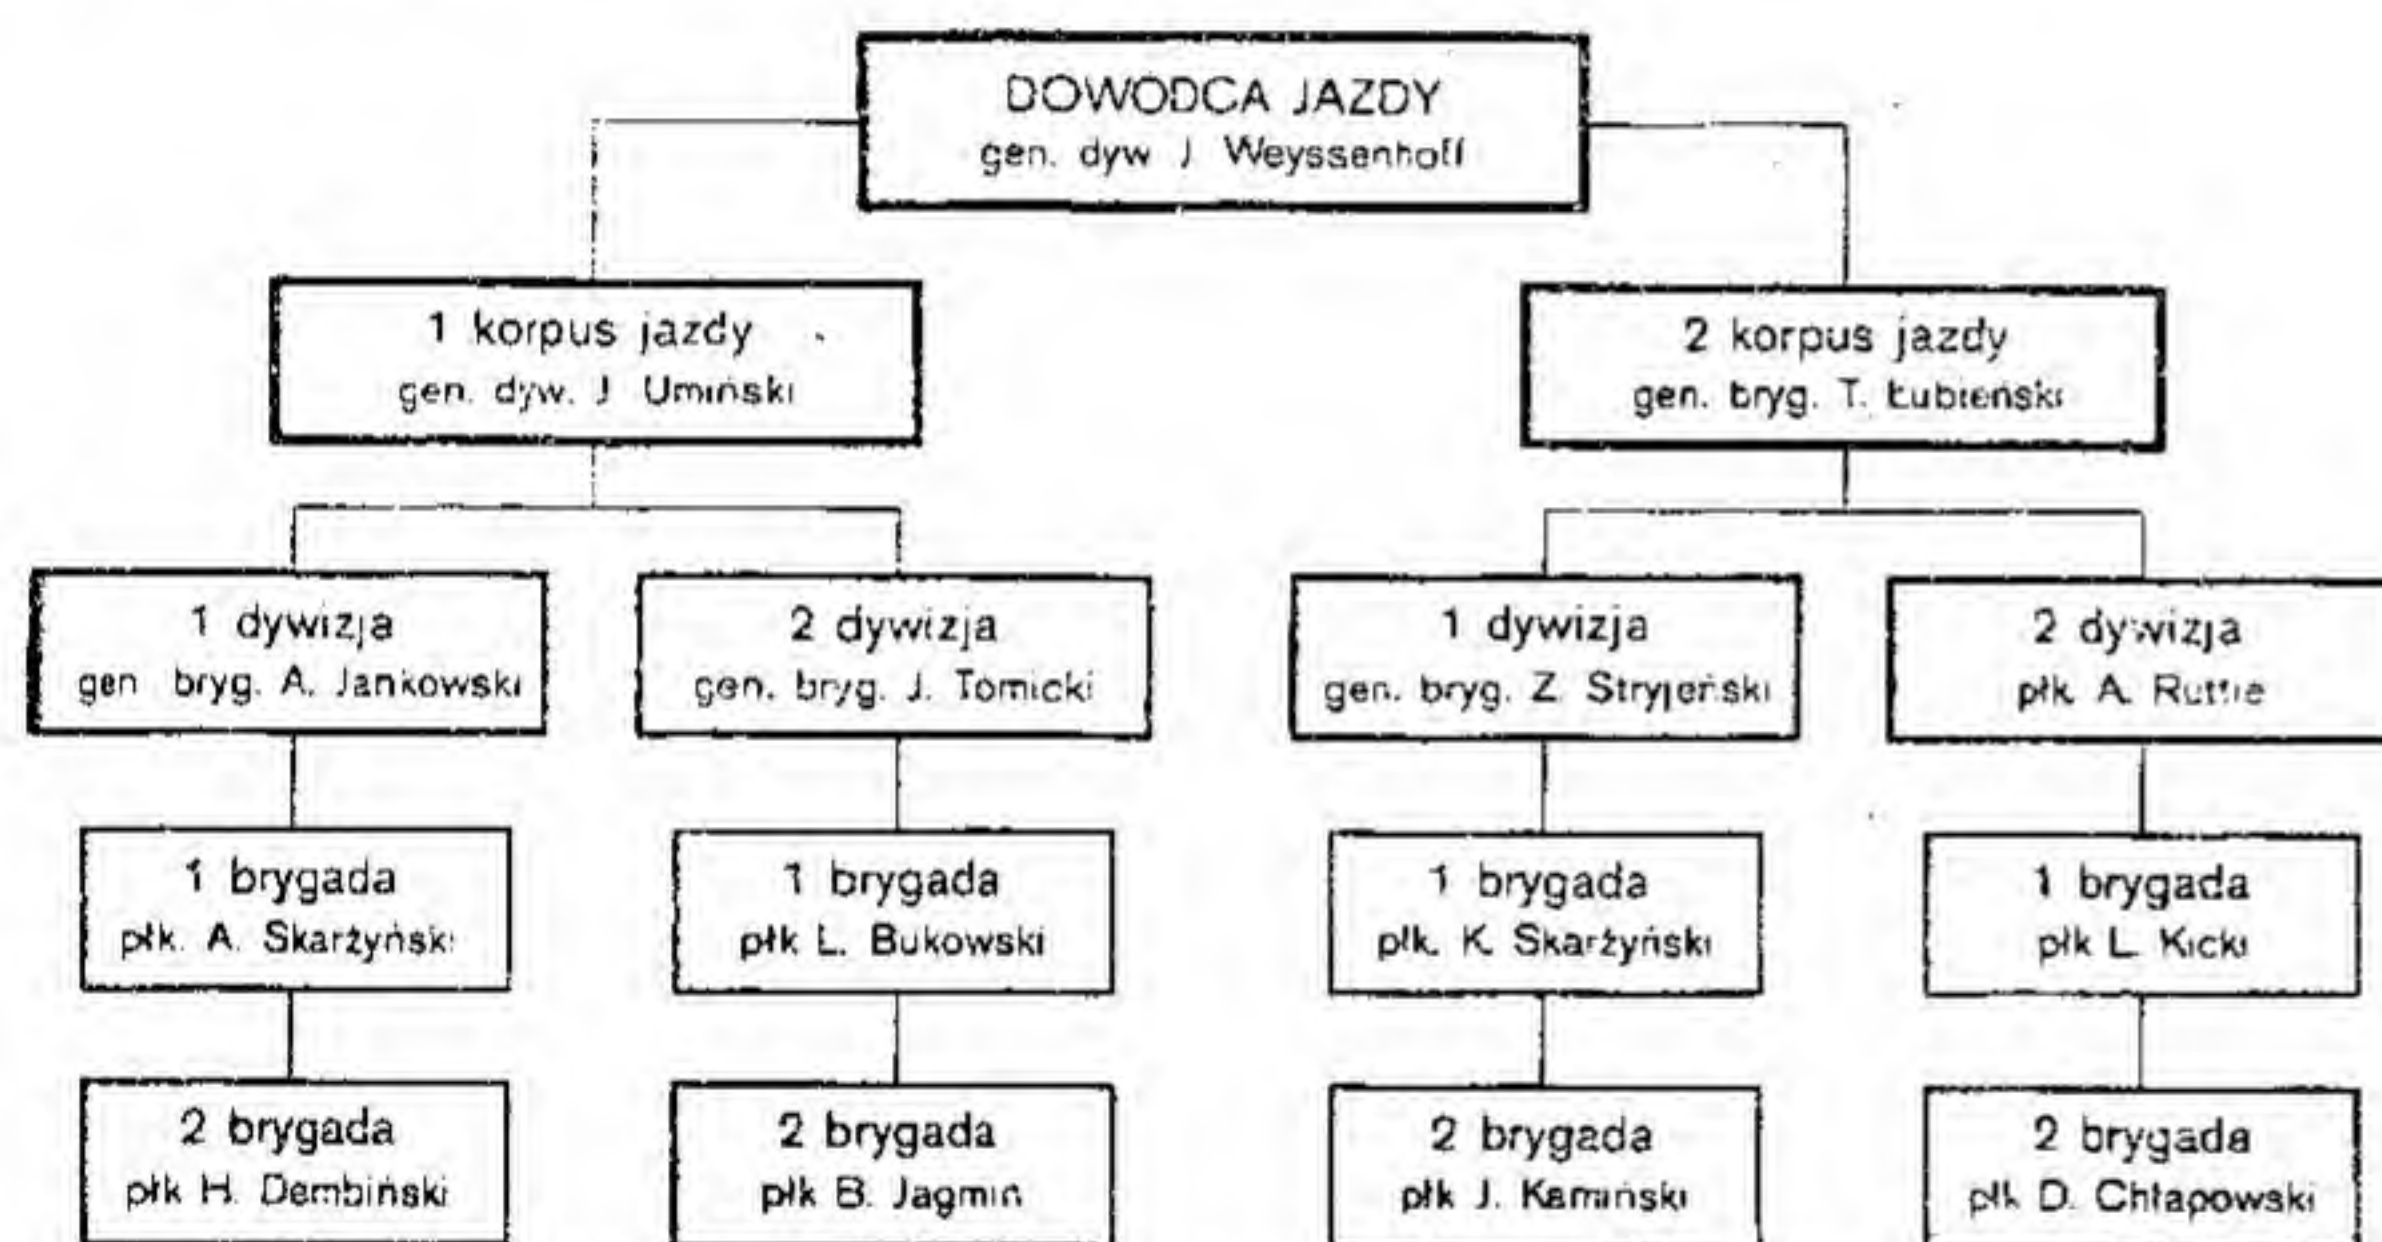 DOWODCA JAZDY
gen. dyw J. Weyssenhoff
1 korpus jazdy
gen. dyw. J Umiński
2 korpus jazdy
gen. bryg. T. Łubieński
1 dywizja
gen bryg. A. Jankowski
2 dywizja
gen. bryg. J. Tomicki
1 dywizja
gen. bryg. Z. Stryjeński
2 dywizja
płk A. Ruttie
1 brygada
płk. A. Skarżyński
1 brygada
płk L. Bukowski
1 brygada
płk. K. Skarżyński
1 brygada
płk L. Kicki
2 brygada
płk H. Dembiński
2 brygada
płk B. Jagmin
2 brygada
płk J. Kamiński
2 brygada
płk D. Chłapowski